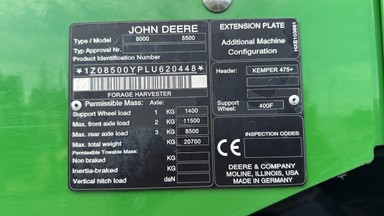 JOHN DEERE
Type / Model 8000 8500
Type Approval Nr.
Product Identification Number
*1Z08500YPLU620448*
FORAGE HARVESTER
Permissible Mass: Axle:
Support Wheel load 1 KG 1400
Max. front axle load 2 KG 11500
Max. rear axle load 3 KG 8500
Max. total weight KG 20700
Permissible Towable Mass:
Non braked KG
Inertia-braked KG
Vertical hitch load daN
EXTENSION PLATE
Additional Machine
Configuration
Header: KEMPER 475+
Support
Wheel: 400F
CE
INSPECTION CODES
DEERE & COMPANY
MOLINE, ILLINOIS, USA
MADE IN GERMANY